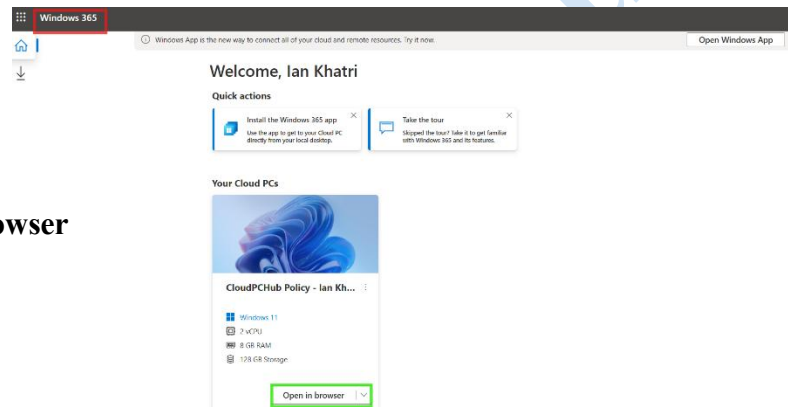 Windows 365
Windows App is the new way to connect all of your cloud and remote resources. Try it now.
Open Windows App
Welcome, Ian Khatri
Quick actions
Install the Windows 365 app
Use the app to get to your Cloud PC
directly from your local desktop.
Take the tour
Skipped the tour? Take it to get familiar
with Windows 365 and its features.
Your Cloud PCs
owser
CloudPCHub Policy - Ian Kh...
Windows 11
2 vCPU
8 GB RAM
128 GB Storage
Open in browser